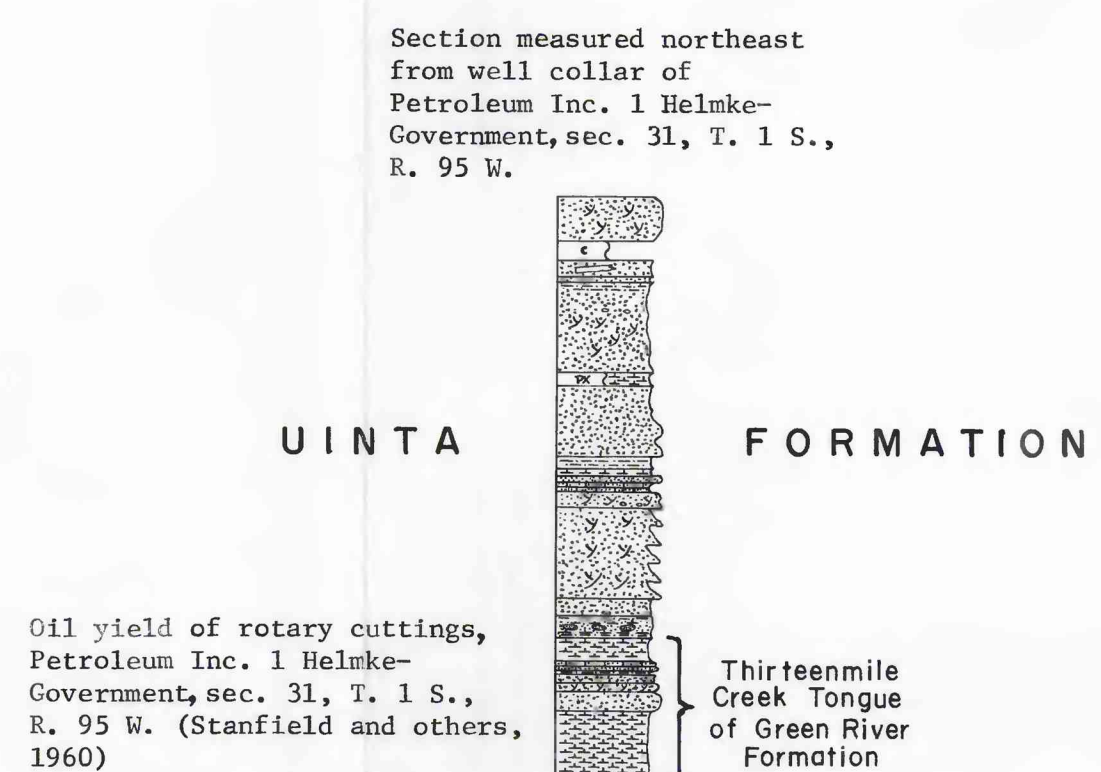 Section measured northeast
from well collar of
Petroleum Inc. 1 Helmke-
Government, sec. 31, T. 1 S.,
R. 95 W.
C
PX
UINTA FORMATION
Oil yield of rotary cuttings,
Petroleum Inc. 1 Helmke-
Government, sec. 31, T. 1 S.,
R. 95 W. (Stanfield and others,
1960)
Thirteenmile
Creek Tongue
of Green River
Formation